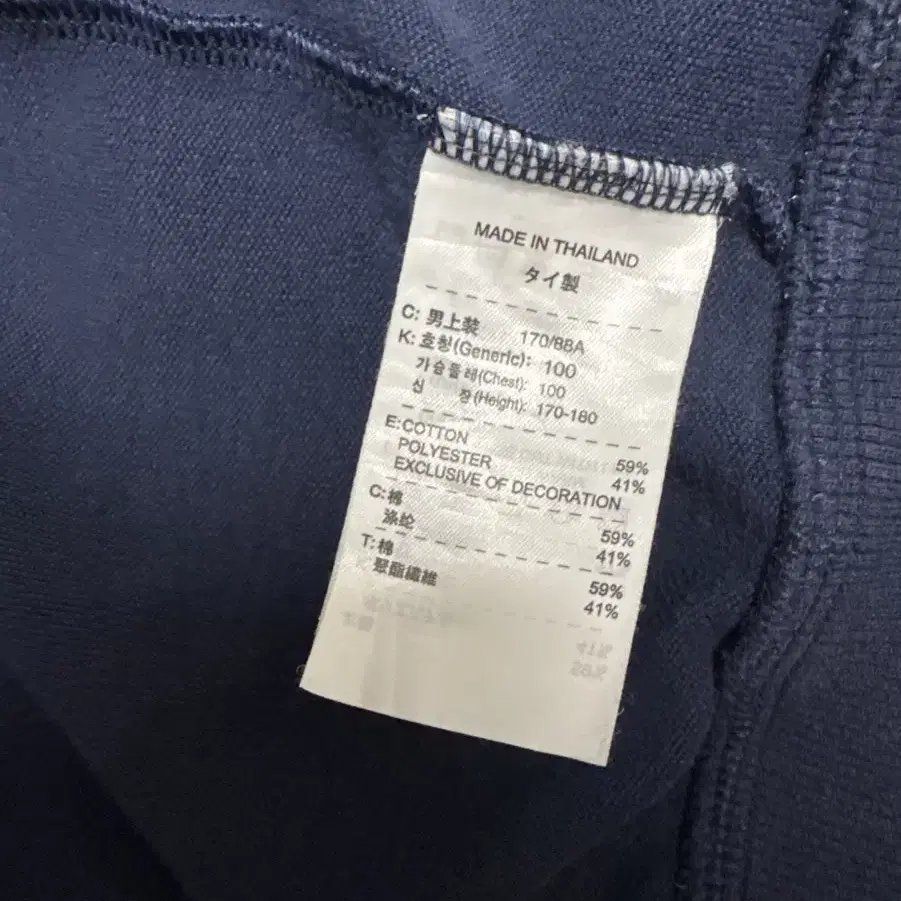 MADE IN THAILAND
タイ製
C: 男上装 170/88A
K: 호칭(Generic): 100
가슴둘레(Chest): 100
신 장(Height): 170-180
E:COTTON 59%
POLYESTER 41%
EXCLUSIVE OF DECORATION
C:棉 59%
涤纶 41%
T:棉 59%
聚酯纖維 41%